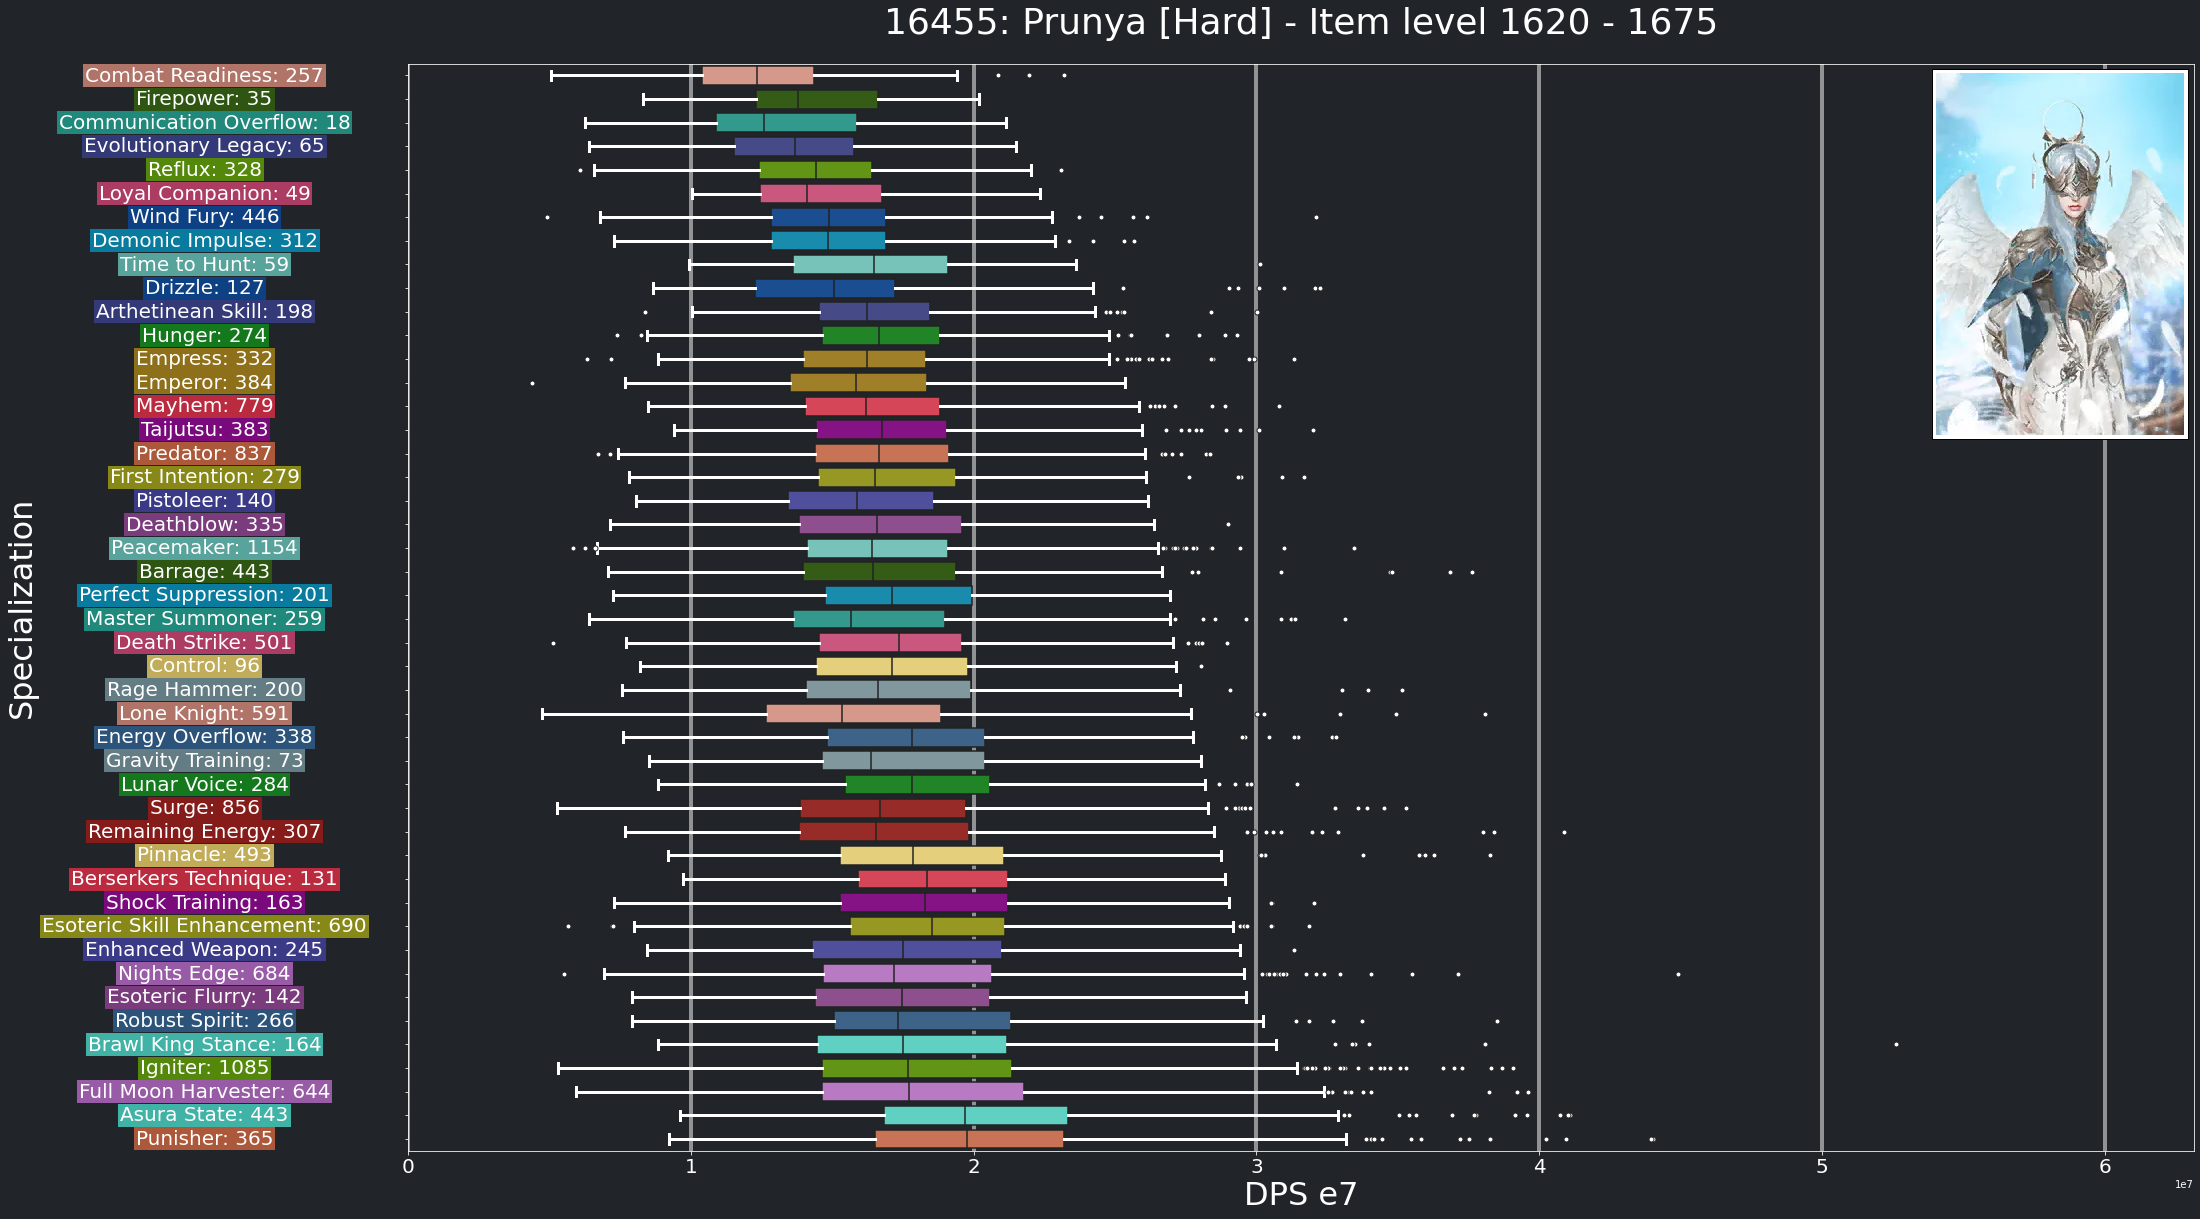 16455: Prunya [Hard] - Item level 1620 - 1675
Combat Readiness: 257
Firepower: 35
Communication Overflow: 18
Evolutionary Legacy: 65
Reflux: 328
Loyal Companion: 49
Wind Fury: 446
Demonic Impulse: 312
Time to Hunt: 59
Drizzle: 127
Arthetinean Skill: 198
Hunger: 274
Empress: 332
Emperor: 384
Mayhem: 779
Taijutsu: 383
Predator: 837
First Intention: 279
Pistoleer: 140
Deathblow: 335
Peacemaker: 1154
Barrage: 443
Perfect Suppression: 201
Master Summoner: 259
Death Strike: 501
Control: 96
Rage Hammer: 200
Lone Knight: 591
Energy Overflow: 338
Gravity Training: 73
Lunar Voice: 284
Surge: 856
Remaining Energy: 307
Pinnacle: 493
Berserkers Technique: 131
Shock Training: 163
Esoteric Skill Enhancement: 690
Enhanced Weapon: 245
Nights Edge: 684
Esoteric Flurry: 142
Robust Spirit: 266
Brawl King Stance: 164
Igniter: 1085
Full Moon Harvester: 644
Asura State: 443
Punisher: 365
Specialization
0 1 2 3 4 5 6
1e7
DPS e7